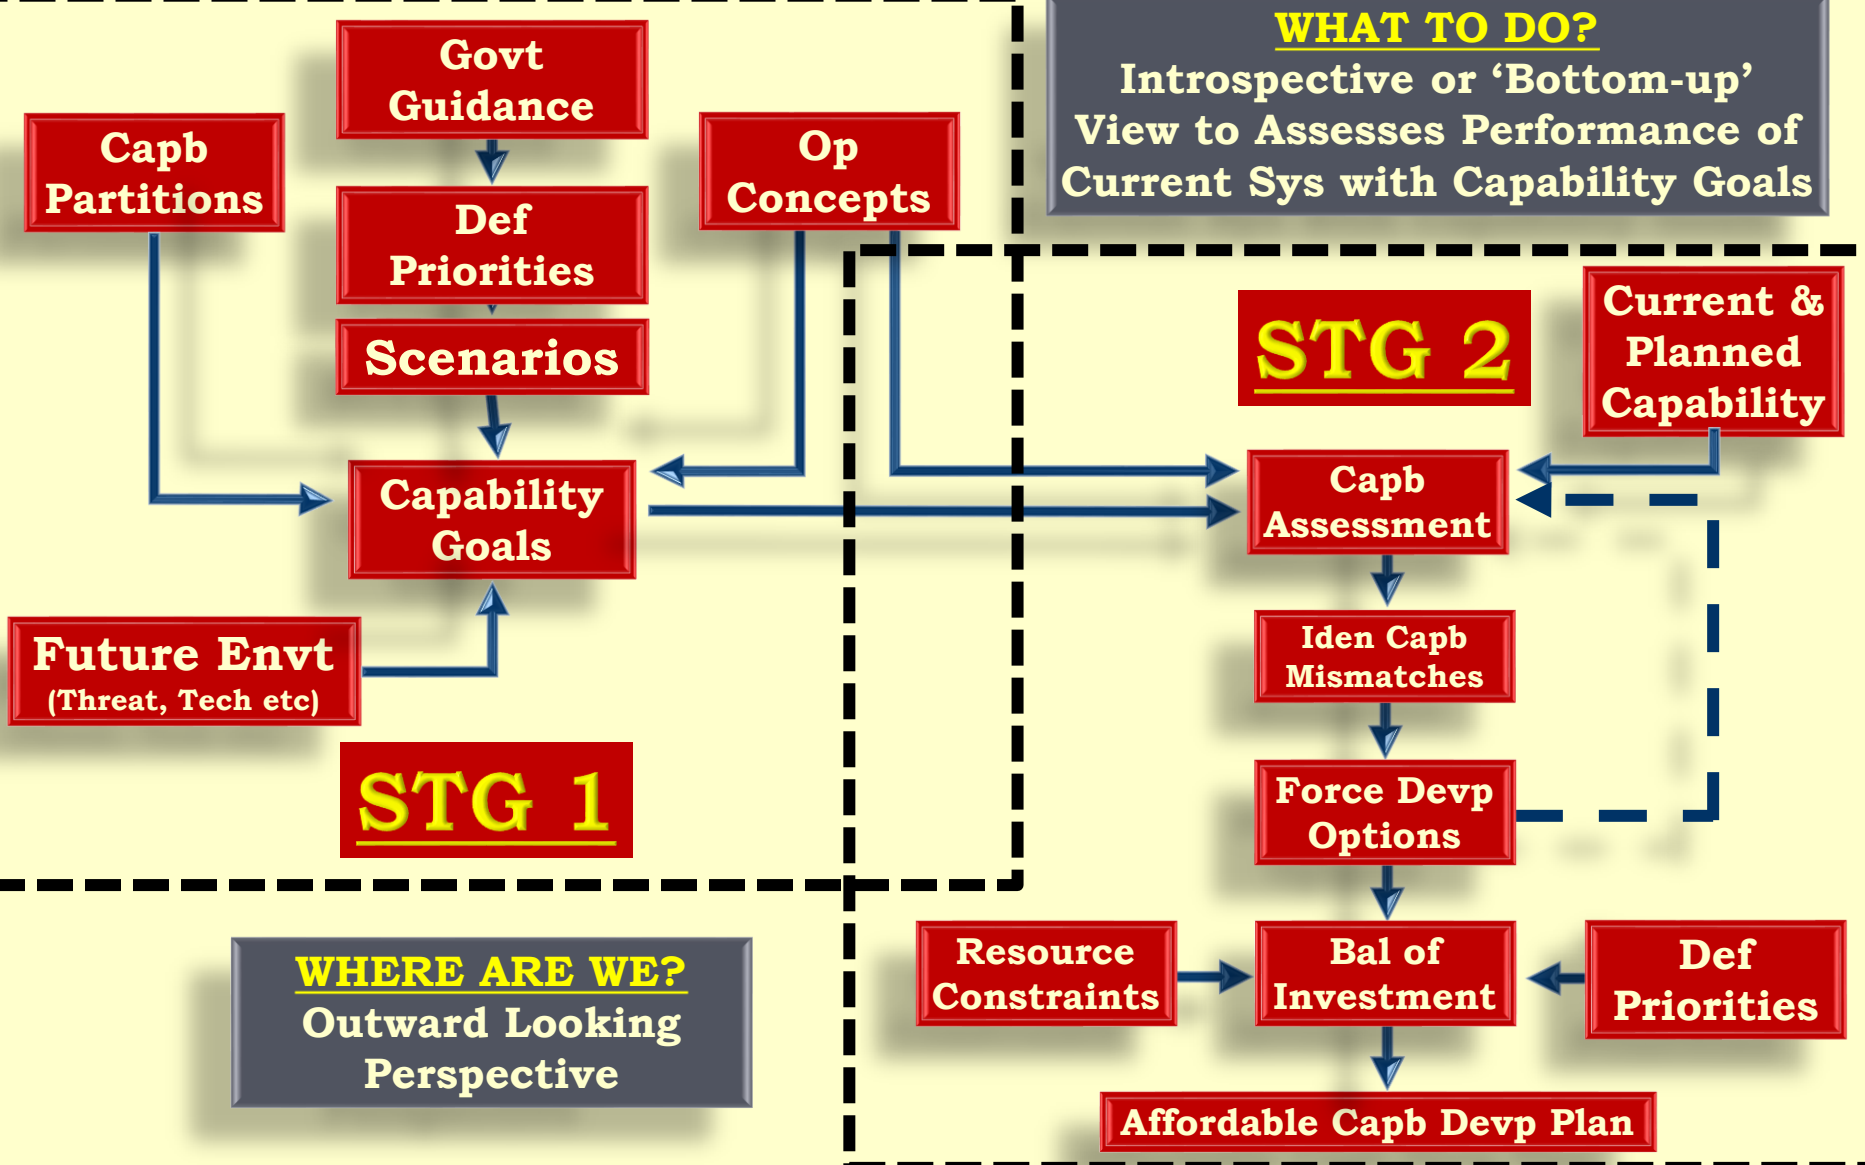 Govt
Guidance
Capb
Partitions
Op
Concepts
Def
Priorities
Scenarios
Capability
Goals
Future Envt
(Threat, Tech etc)
STG 1
WHERE ARE WE?
Outward Looking
Perspective
WHAT TO DO?
Introspective or ‘Bottom-up’
View to Assesses Performance of
Current Sys with Capability Goals
STG 2
Current &
Planned
Capability
Capb
Assessment
Iden Capb
Mismatches
Force Devp
Options
Resource
Constraints
Bal of
Investment
Def
Priorities
Affordable Capb Devp Plan